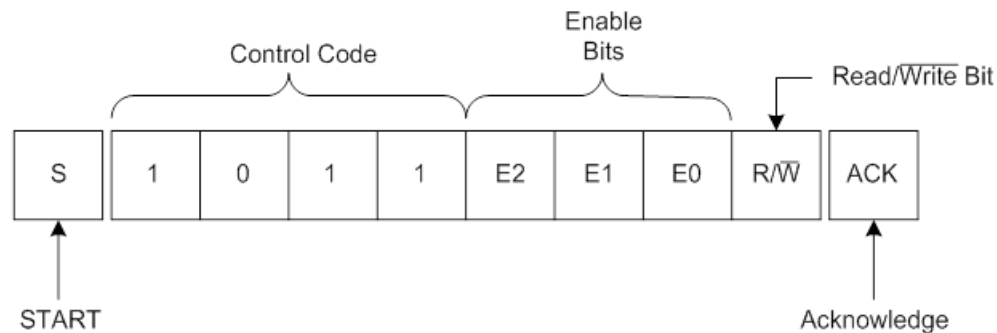 Enable
Control Code Bits
Read/Write Bit
S 1 0 1 1 E2 E1 E0 R/W ACK
START Acknowledge